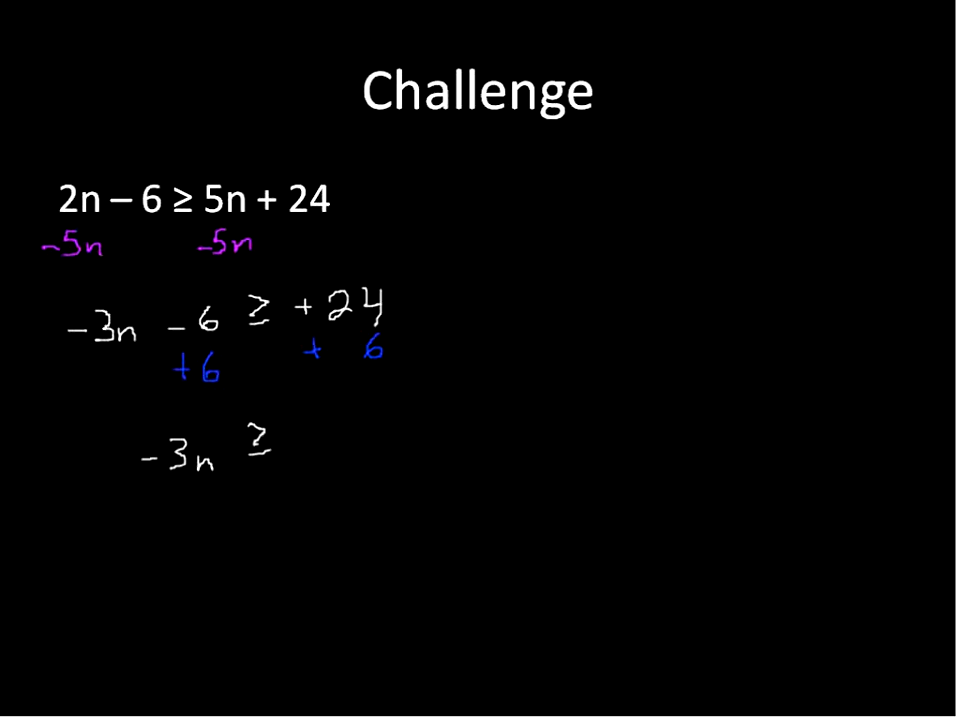 Challenge
2n – 6 ≥ 5n + 24
-5n -5n
-3n - 6 ≥ + 24
+6 + 6
-3n ≥